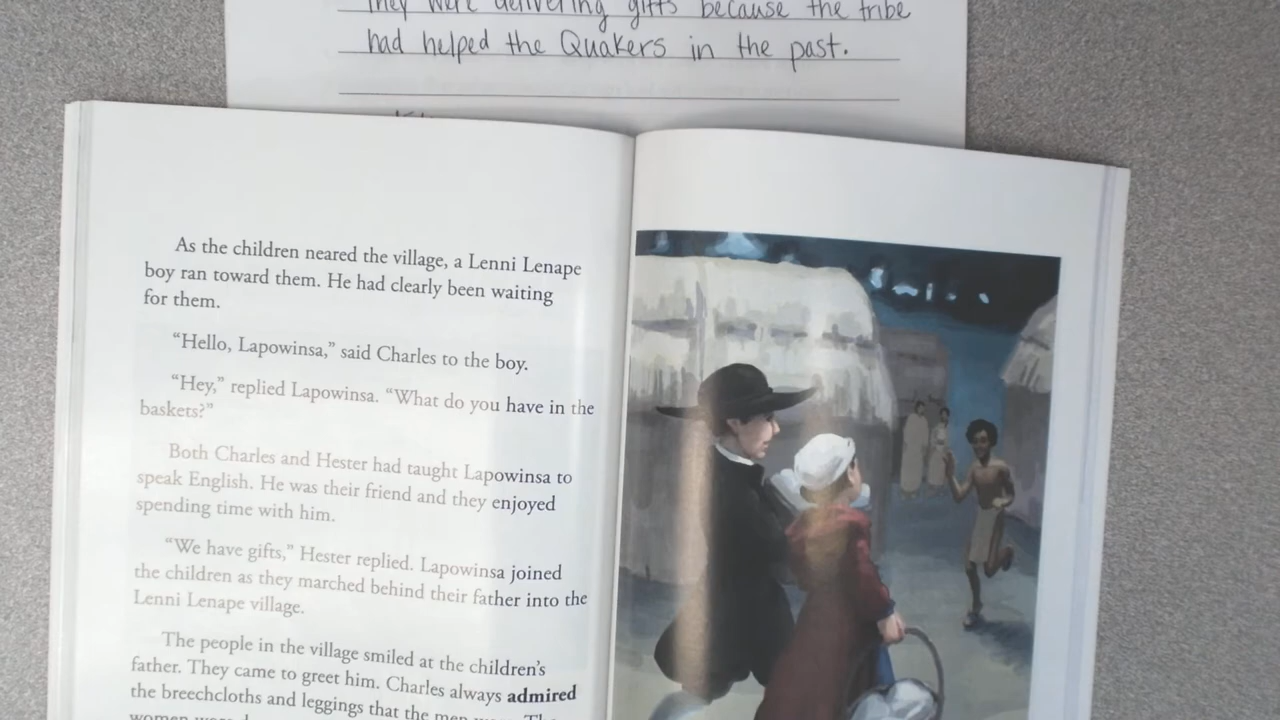 They were delivering gifts because the tribe
had helped the Quakers in the past.
As the children neared the village, a Lenni Lenape
boy ran toward them. He had clearly been waiting
for them.
“Hello, Lapowinsa,” said Charles to the boy.
“Hey,” replied Lapowinsa. “What do you have in the
baskets?”
Both Charles and Hester had taught Lapowinsa to
speak English. He was their friend and they enjoyed
spending time with him.
“We have gifts,” Hester replied. Lapowinsa joined
the children as they marched behind their father into the
Lenni Lenape village.
The people in the village smiled at the children’s
father. They came to greet him. Charles always admired
the breechcloths and leggings that the men
women